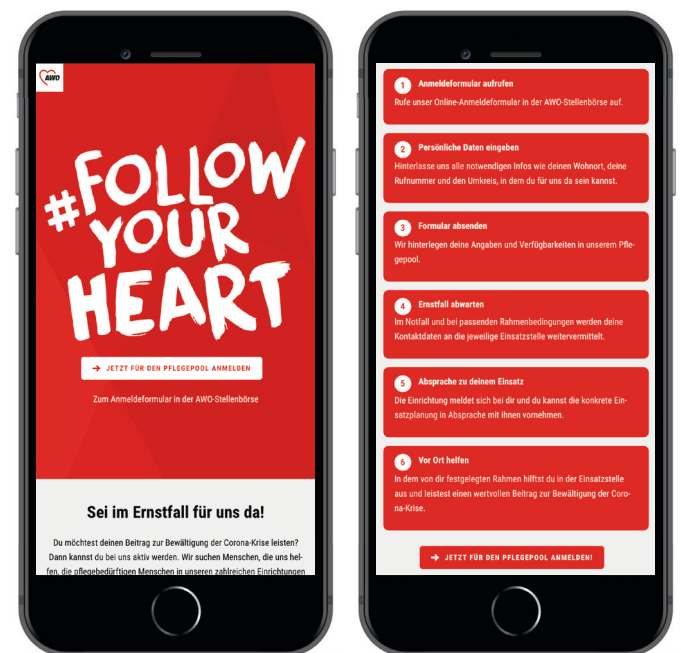 AWO
#FOLLOW
YOUR
HEART
→ JETZT FÜR DEN PFLEGEPOOL ANMELDEN
Zum Anmeldeformular in der AWO-Stellenbörse
Sei im Ernstfall für uns da!
Du möchtest deinen Beitrag zur Bewältigung der Corona-Krise leisten?
Dann kannst du bei uns aktiv werden. Wir suchen Menschen, die uns hel-
fen, die pflegebedürftigen Menschen in unseren zahlreichen Einrichtungen
1 Anmeldeformular aufrufen
Rufe unser Online-Anmeldeformular in der AWO-Stellenbörse auf.
2 Persönliche Daten eingeben
Hinterlasse uns alle notwendigen Infos wie deinen Wohnort, deine
Rufnummer und den Umkreis, in dem du für uns da sein kannst.
3 Formular absenden
Wir hinterlegen deine Angaben und Verfügbarkeiten in unserem Pfle-
gepool.
4 Ernstfall abwarten
Im Notfall und bei passenden Rahmenbedingungen werden deine
Kontaktdaten an die jeweilige Einsatzstelle weitervermittelt.
5 Absprache zu deinem Einsatz
Die Einrichtung meldet sich bei dir und du kannst die konkrete Ein-
satzplanung in Absprache mit ihnen vornehmen.
6 Vor Ort helfen
In dem von dir festgelegten Rahmen hilftst du in der Einsatzstelle
aus und leistest einen wertvollen Beitrag zur Bewältigung der Coro-
na-Krise.
→ JETZT FÜR DEN PFLEGEPOOL ANMELDEN!